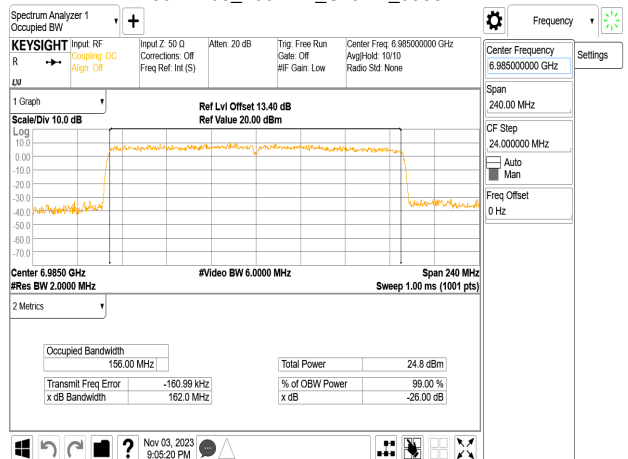 Spectrum Analyzer 1
Occupied BW
Frequency
KEYSIGHT
R
LXI
Input: RF
Coupling: DC
Align: Off
Input Z: 50 Ω
Corrections: Off
Freq Ref: Int (S)
Atten: 20 dB
Trig: Free Run
Gate: Off
#IF Gain: Low
Center Freq: 6.985000000 GHz
Avg|Hold: 10/10
Radio Std: None
Center Frequency
6.985000000 GHz
Settings
Span
240.00 MHz
CF Step
24.000000 MHz
Auto
Man
Freq Offset
0 Hz
1 Graph
Scale/Div 10.0 dB
Ref Lvl Offset 13.40 dB
Ref Value 20.00 dBm
Log
10.0
0.00
-10.0
-20.0
-30.0
-40.0
-50.0
-60.0
-70.0
Center 6.9850 GHz
#Video BW 6.0000 MHz
Span 240 MHz
#Res BW 2.0000 MHz
Sweep 1.00 ms (1001 pts)
2 Metrics
Occupied Bandwidth
156.00 MHz
Total Power 24.8 dBm
Transmit Freq Error -160.99 kHz
% of OBW Power 99.00 %
x dB Bandwidth 162.0 MHz
x dB -26.00 dB
?
Nov 03, 2023
9:05:20 PM